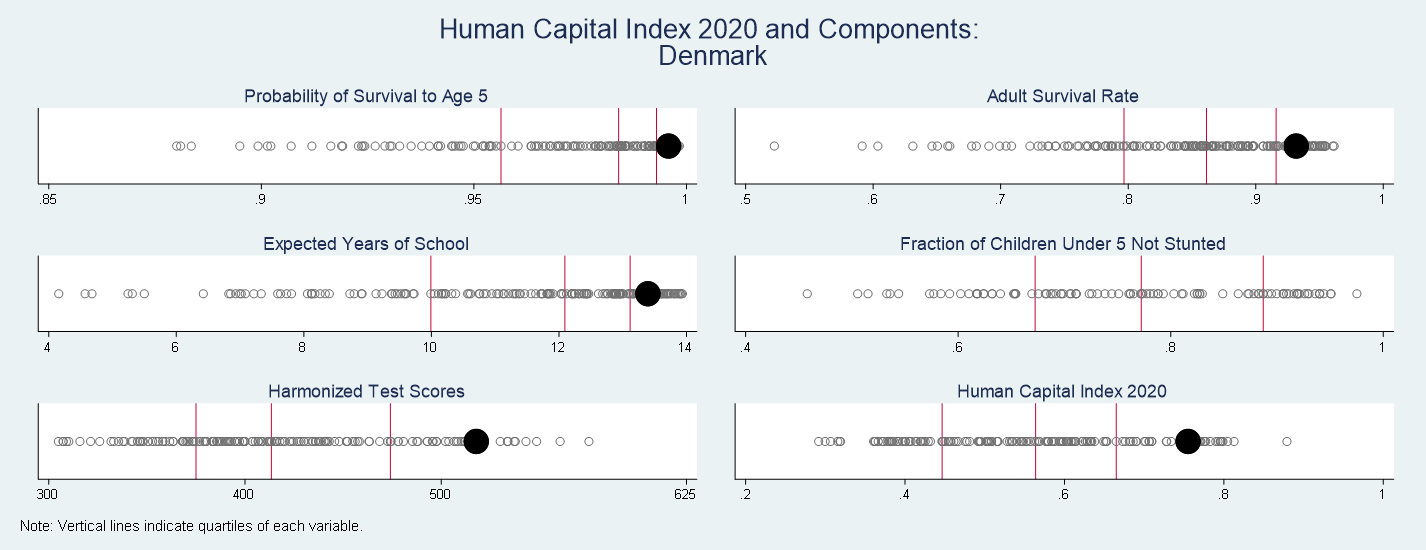 Human Capital Index 2020 and Components:
Denmark
Probability of Survival to Age 5
.85 .9 .95 1
Adult Survival Rate
.5 .6 .7 .8 .9 1
Expected Years of School
4 6 8 10 12 14
Fraction of Children Under 5 Not Stunted
.4 .6 .8 1
Harmonized Test Scores
300 400 500 625
Human Capital Index 2020
.2 .4 .6 .8 1
Note: Vertical lines indicate quartiles of each variable.